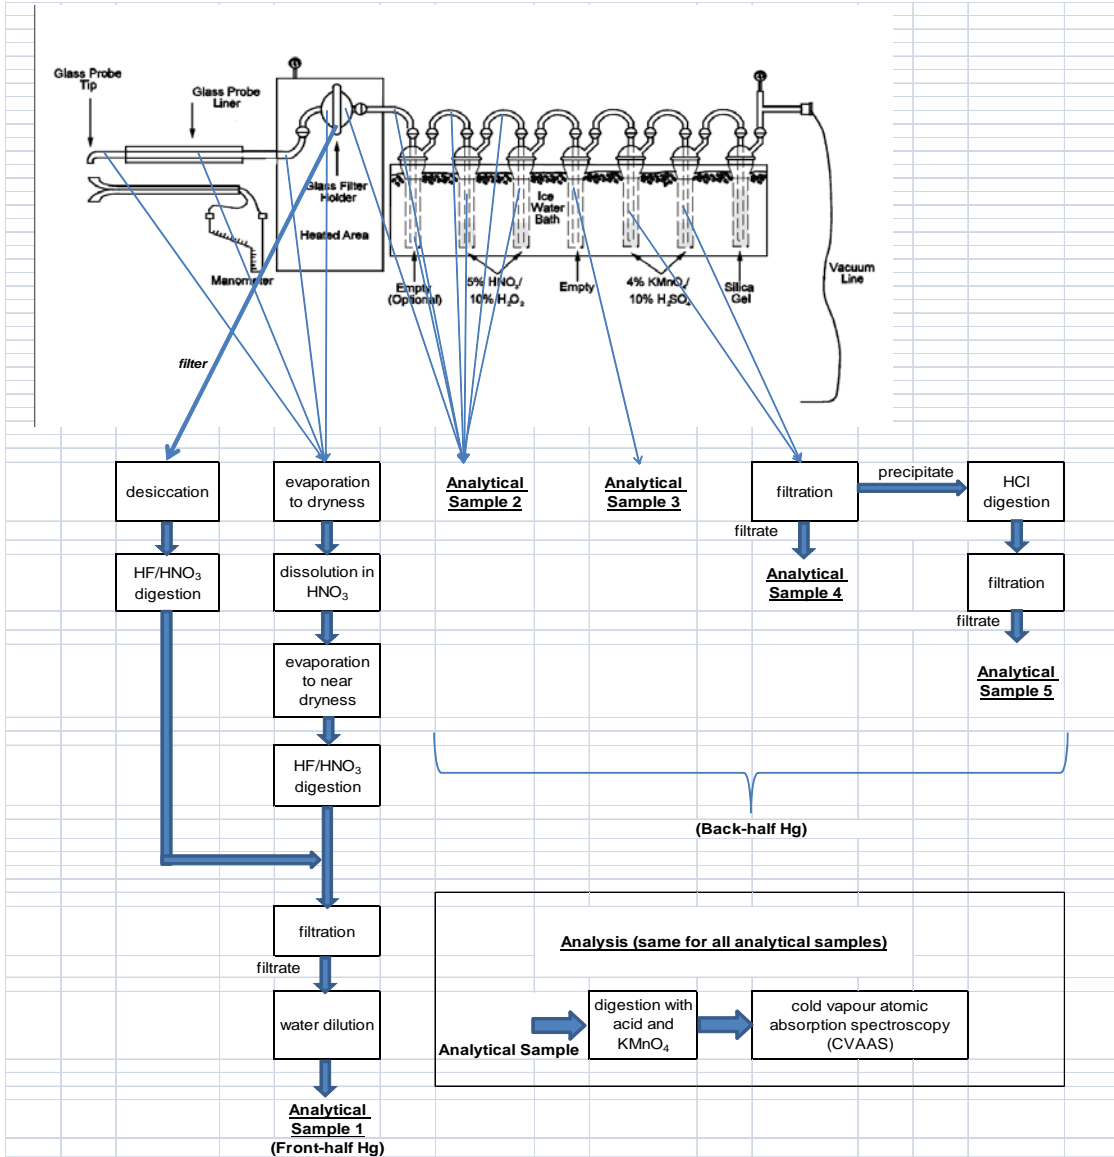 Glass Probe
Tip
Glass Probe
Liner
Glass Filter
Holder
Heated Area
Manometer
Ice
Water
Bath
Empty
(Optional)
5% HNO₃/
10% H₂O₂
Empty
4% KMnO₄/
10% H₂SO₄
Silica
Gel
Vacuum
Line
filter
desiccation
evaporation
to dryness
Analytical
Sample 2
Analytical
Sample 3
filtration
precipitate
HCl
digestion
filtrate
HF/HNO₃
digestion
dissolution in
HNO₃
Analytical
Sample 4
filtration
filtrate
evaporation
to near
dryness
Analytical
Sample 5
HF/HNO₃
digestion
(Back-half Hg)
filtration
filtrate
water dilution
Analytical
Sample 1
(Front-half Hg)
Analysis (same for all analytical samples)
Analytical Sample
digestion with
acid and
KMnO₄
cold vapour atomic
absorption spectroscopy
(CVAAS)